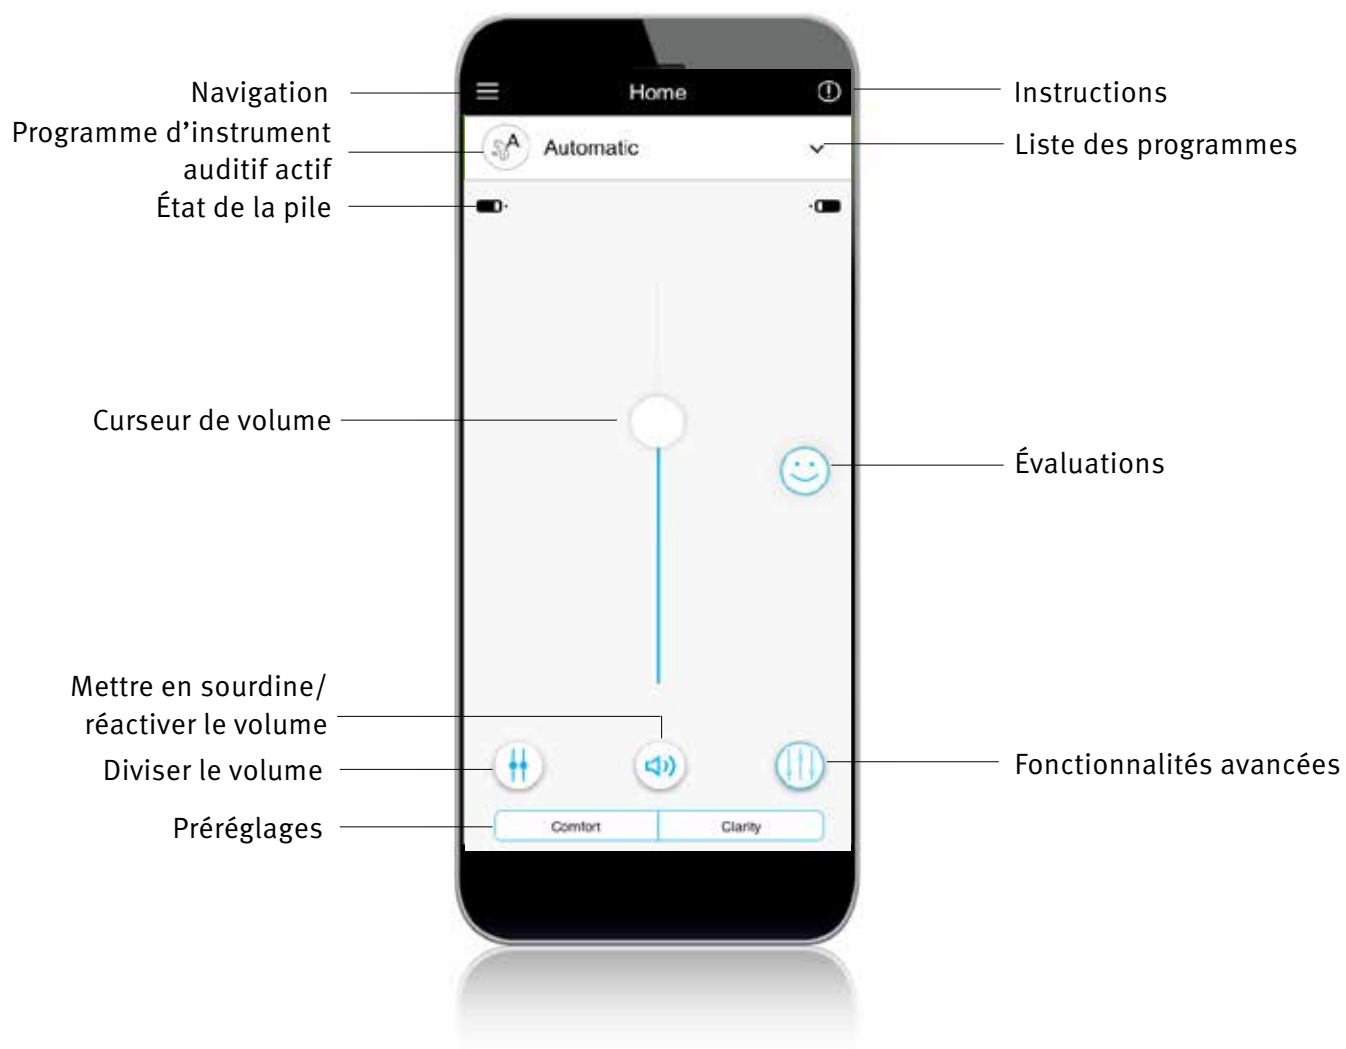 Navigation
Programme d’instrument
auditif actif
État de la pile
Curseur de volume
Mettre en sourdine/
réactiver le volume
Diviser le volume
Préréglages
Home
A
Automatic
Comfort
Clarity
Instructions
Liste des programmes
Évaluations
Fonctionnalités avancées